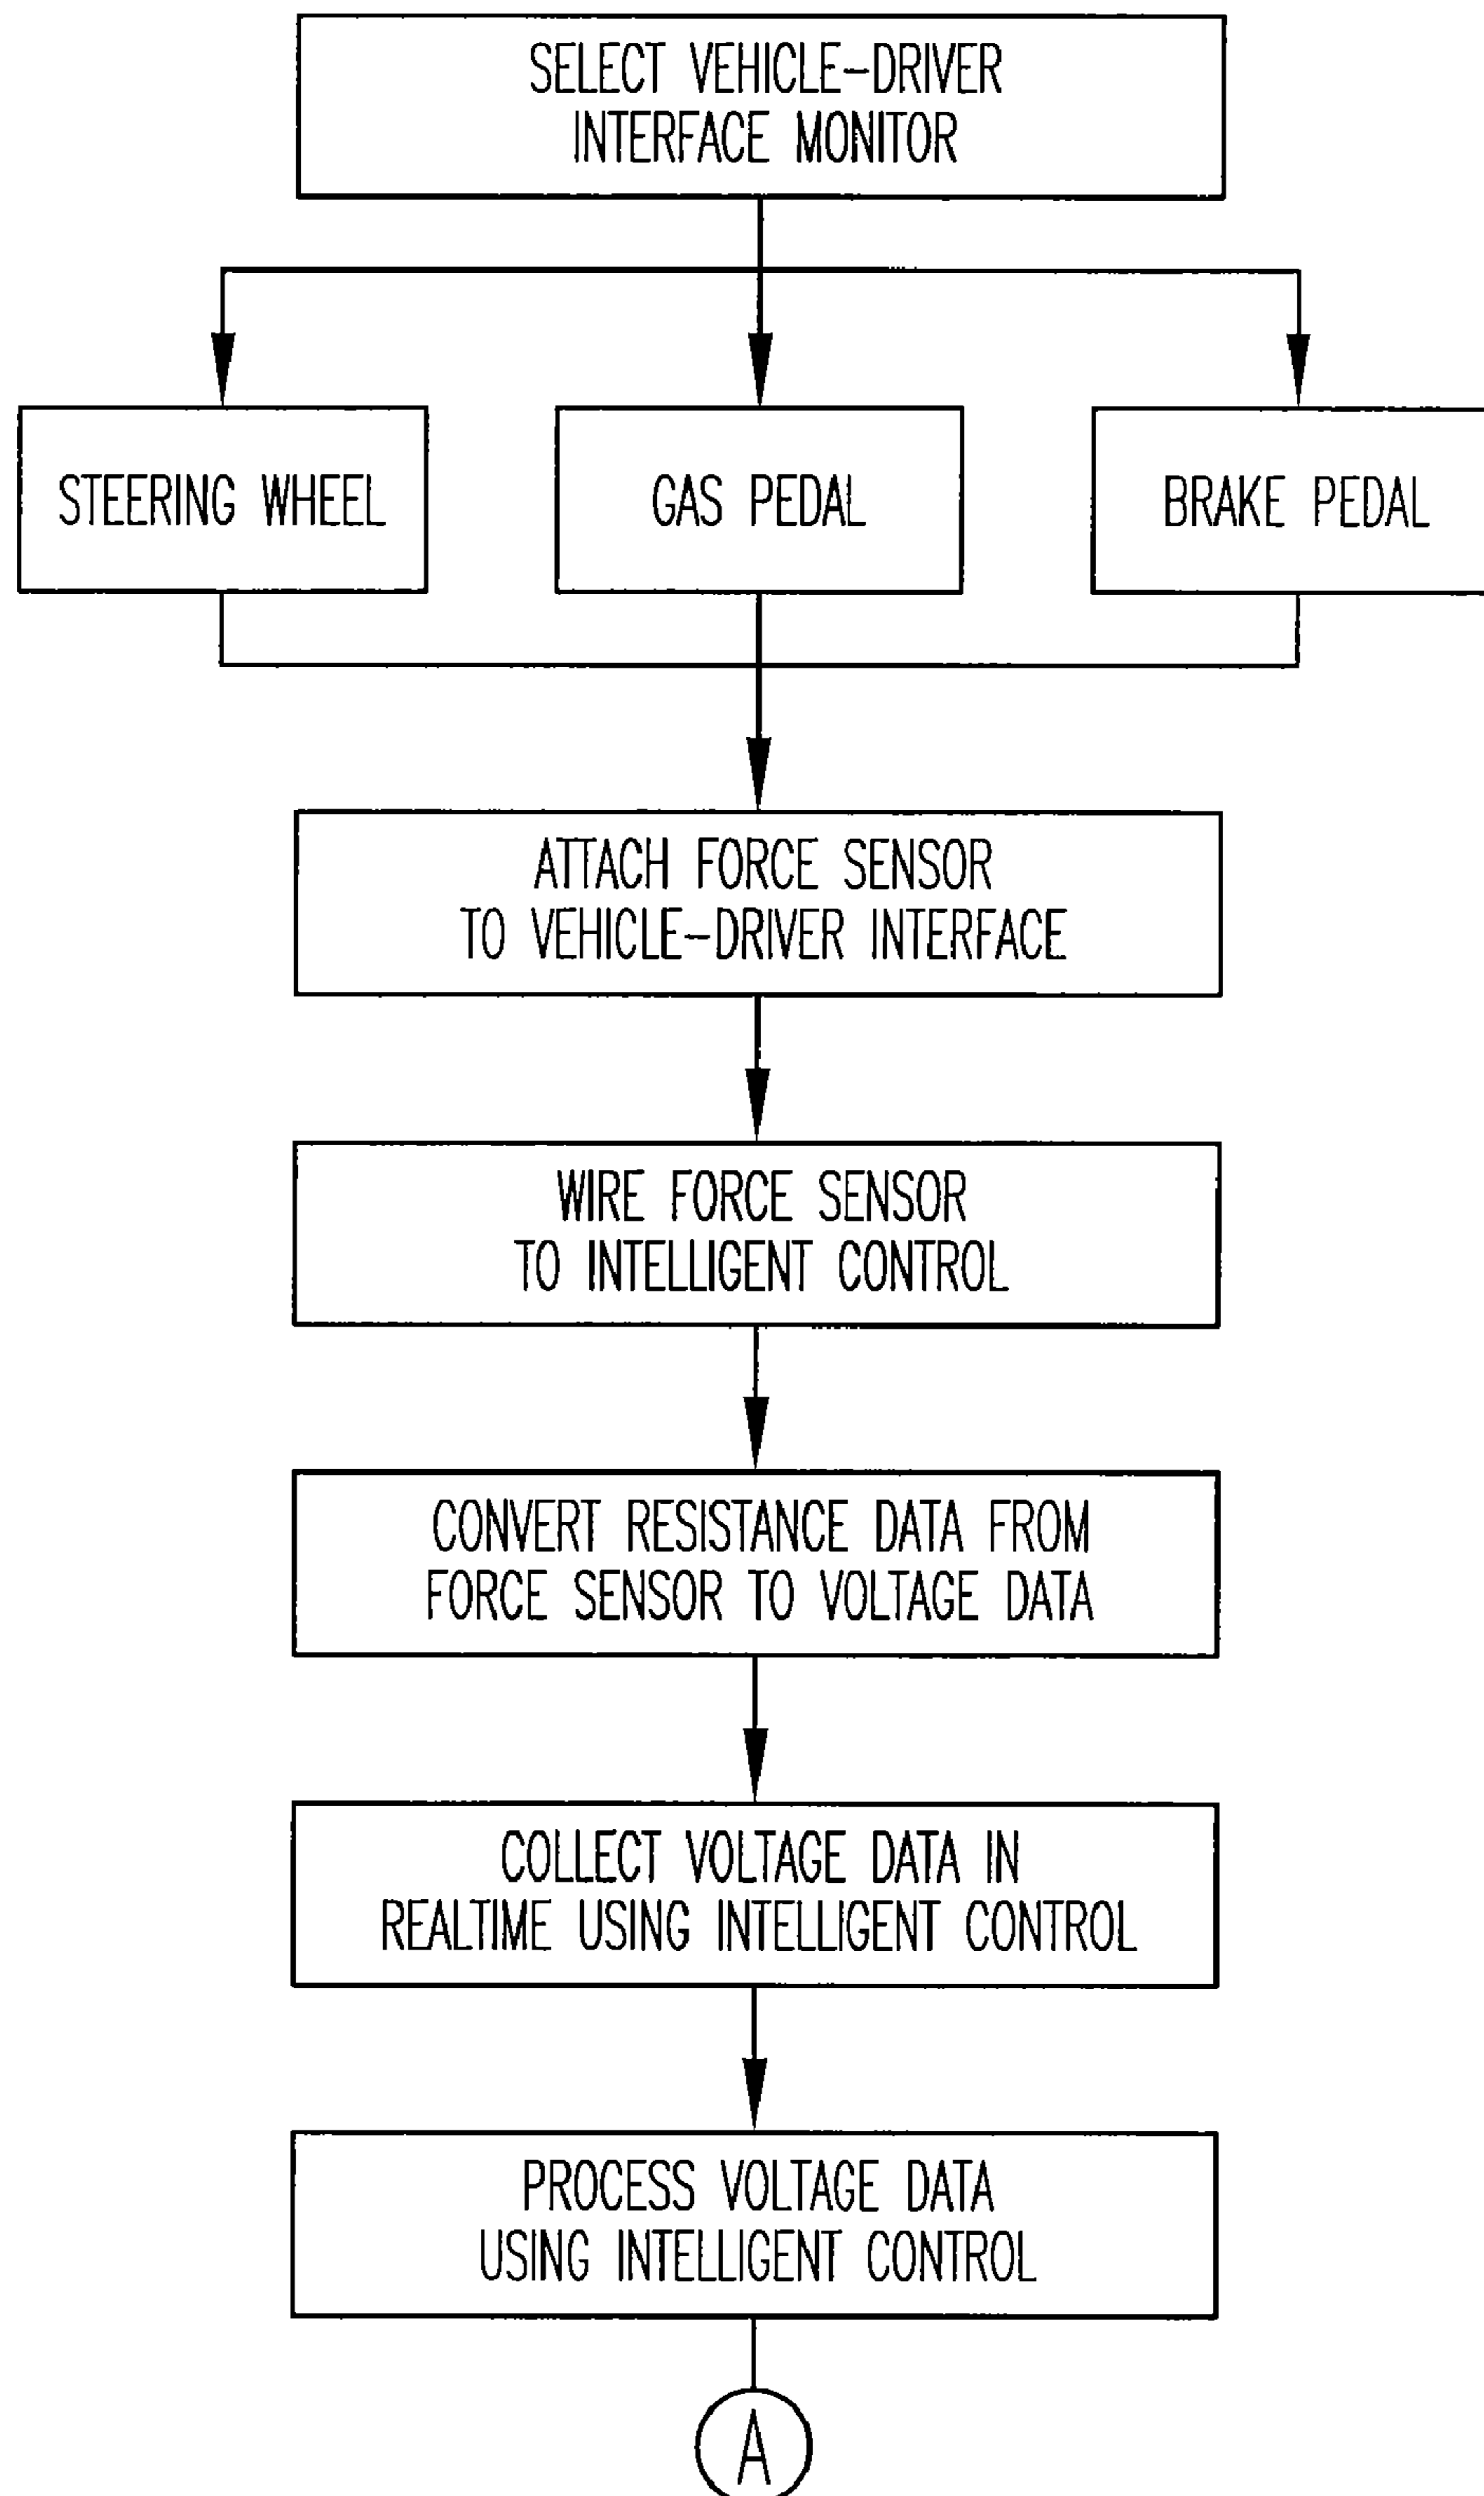 SELECT VEHICLE-DRIVER
INTERFACE MONITOR
STEERING WHEEL
GAS PEDAL
BRAKE PEDAL
ATTACH FORCE SENSOR
TO VEHICLE-DRIVER INTERFACE
WIRE FORCE SENSOR
TO INTELLIGENT CONTROL
CONVERT RESISTANCE DATA FROM
FORCE SENSOR TO VOLTAGE DATA
COLLECT VOLTAGE DATA IN
REALTIME USING INTELLIGENT CONTROL
PROCESS VOLTAGE DATA
USING INTELLIGENT CONTROL
A